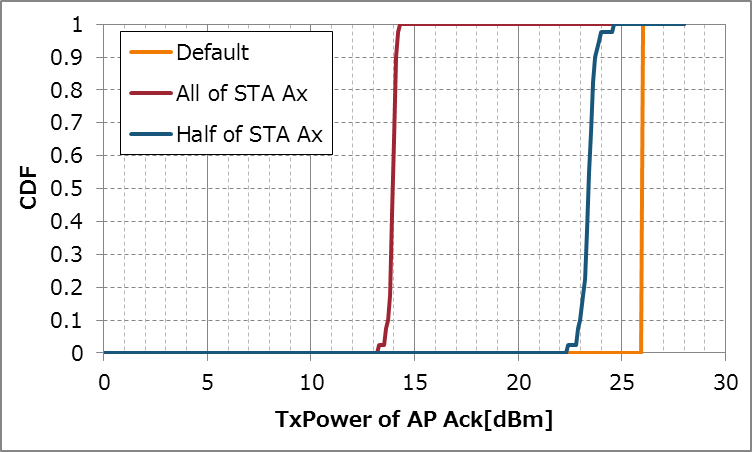 1
0.9
0.8
0.7
0.6
0.5
0.4
0.3
0.2
0.1
0
CDF
Default
All of STA Ax
Half of STA Ax
0 5 10 15 20 25 30
TxPower of AP Ack[dBm]